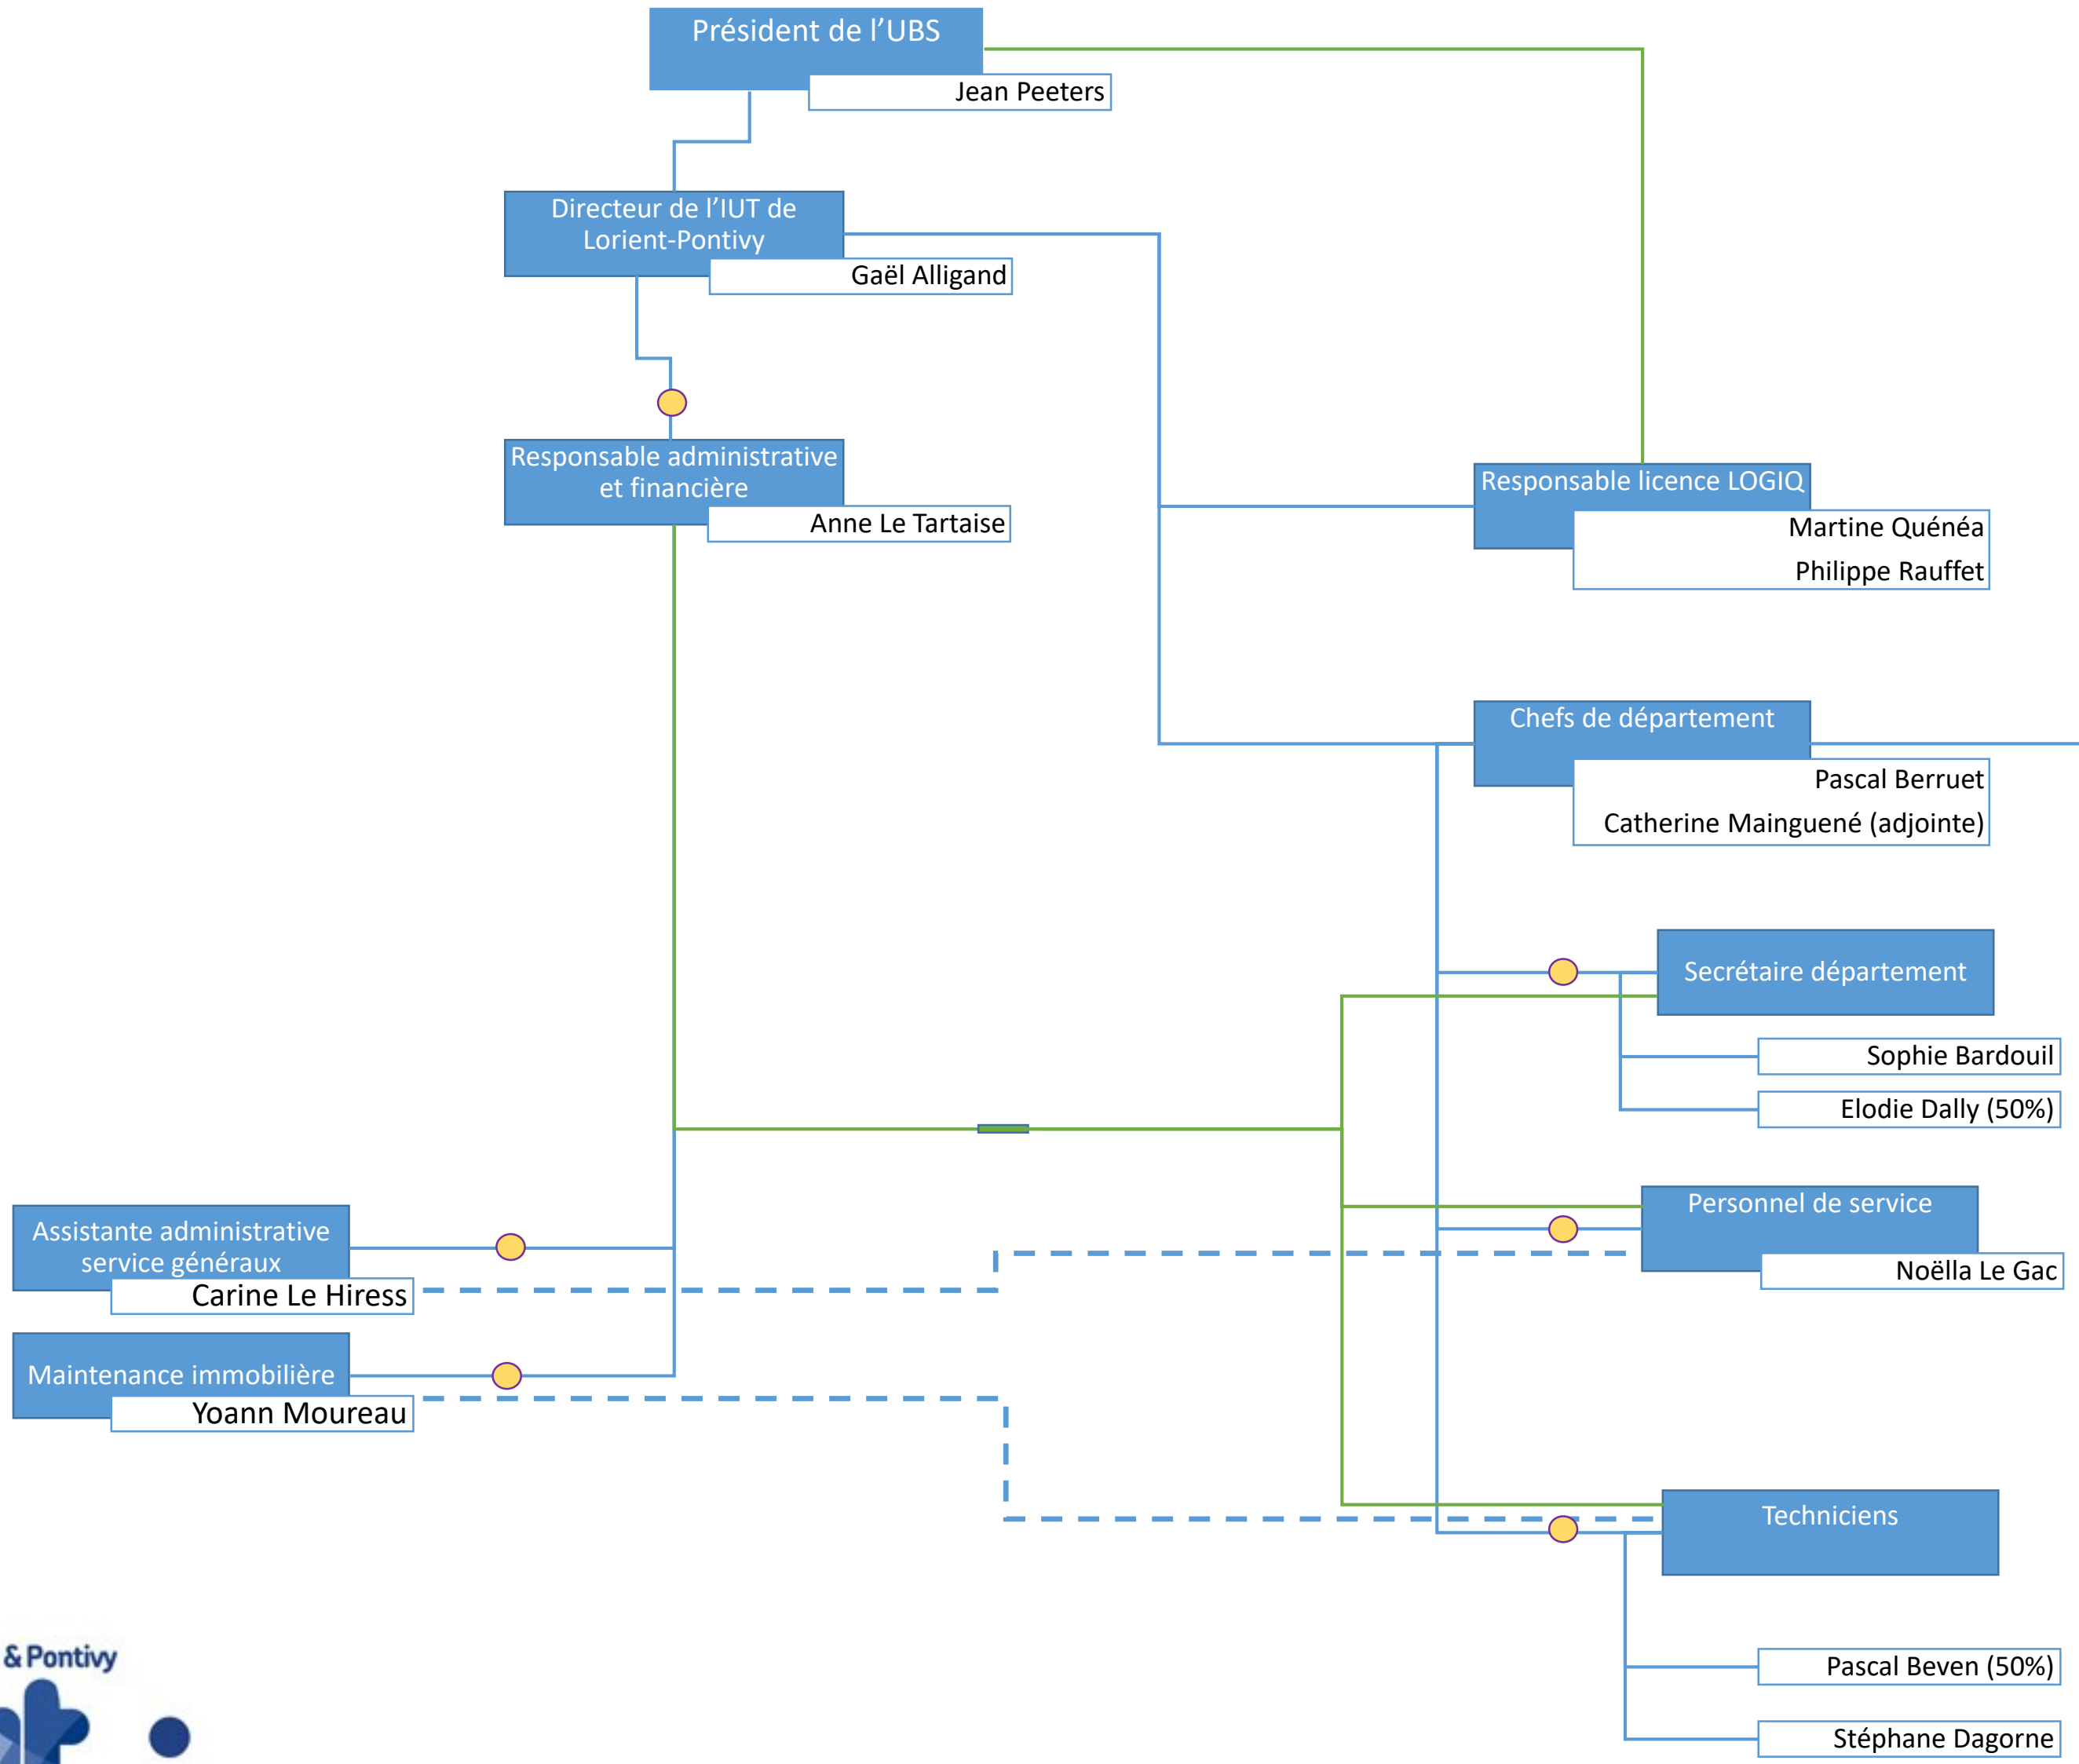 Président de l'UBS
Jean Peeters
Directeur de l'IUT de
Lorient-Pontivy
Gaël Alligand
Responsable administrative
et financière
Anne Le Tartaise
Responsable licence LOGIQ
Martine Quénéa
Philippe Rauffet
Chefs de département
Pascal Berruet
Catherine Mainguené (adjointe)
Secrétaire département
Sophie Bardouil
Elodie Dally (50%)
Assistante administrative
service généraux
Carine Le Hiress
Personnel de service
Noëlla Le Gac
Maintenance immobilière
Yoann Moureau
Techniciens
Pascal Beven (50%)
Stéphane Dagorne
& Pontivy